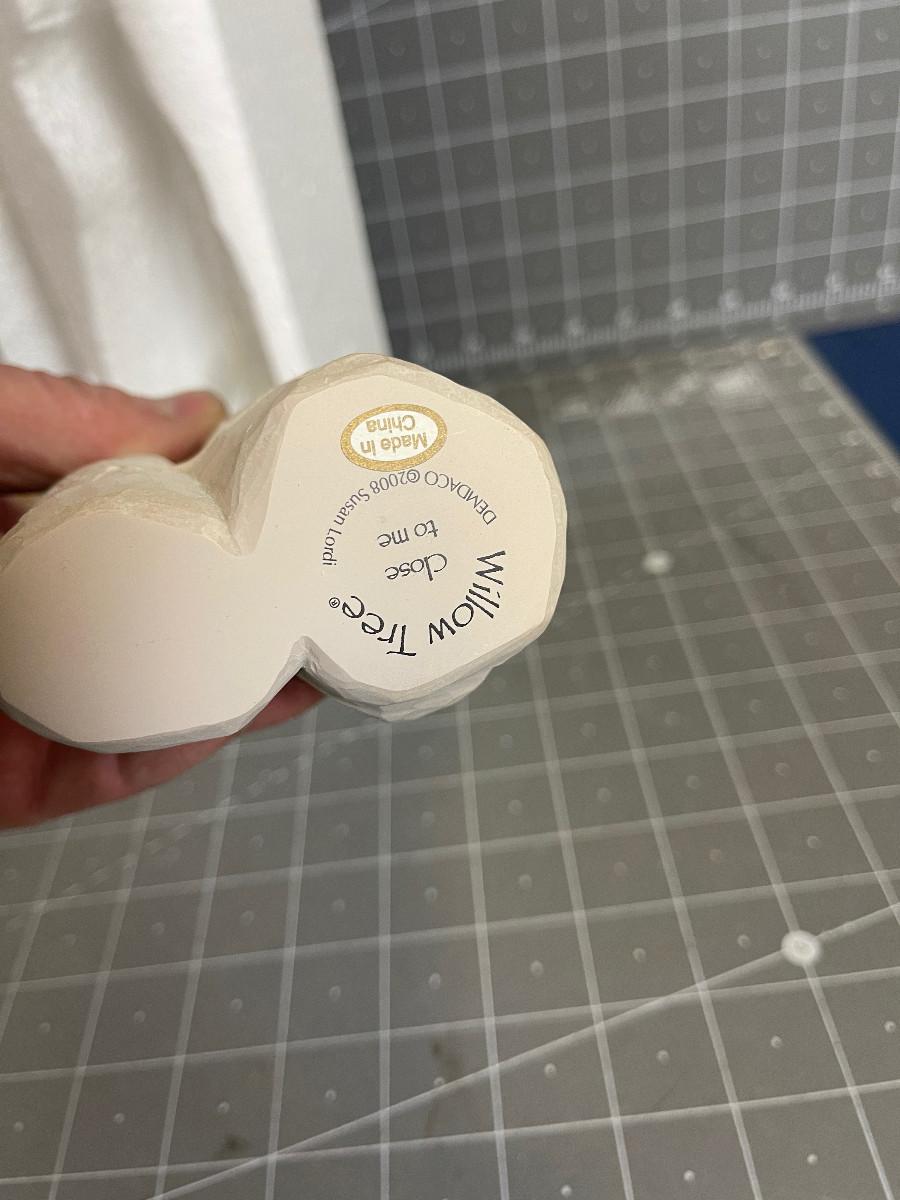 Willow Tree®
close
to me
DEMDACO ©2008 Susan Lordi
Made in
China